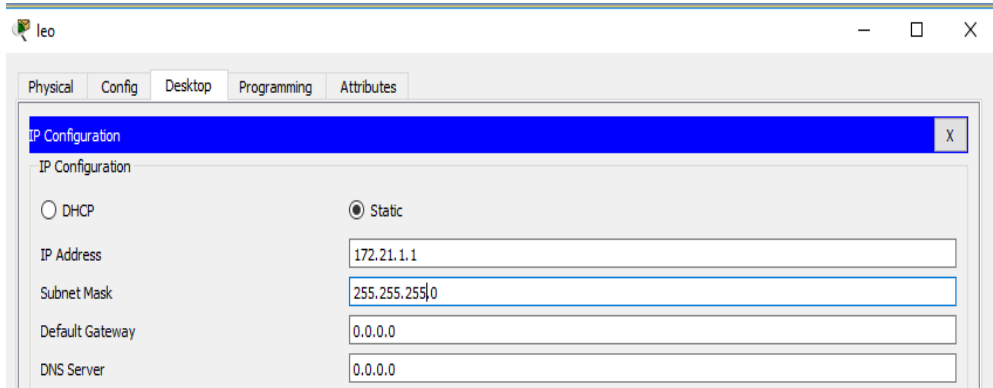 leo
Physical Config Desktop Programming Attributes
IP Configuration X
IP Configuration
DHCP Static
IP Address 172.21.1.1
Subnet Mask 255.255.255.0
Default Gateway 0.0.0.0
DNS Server 0.0.0.0